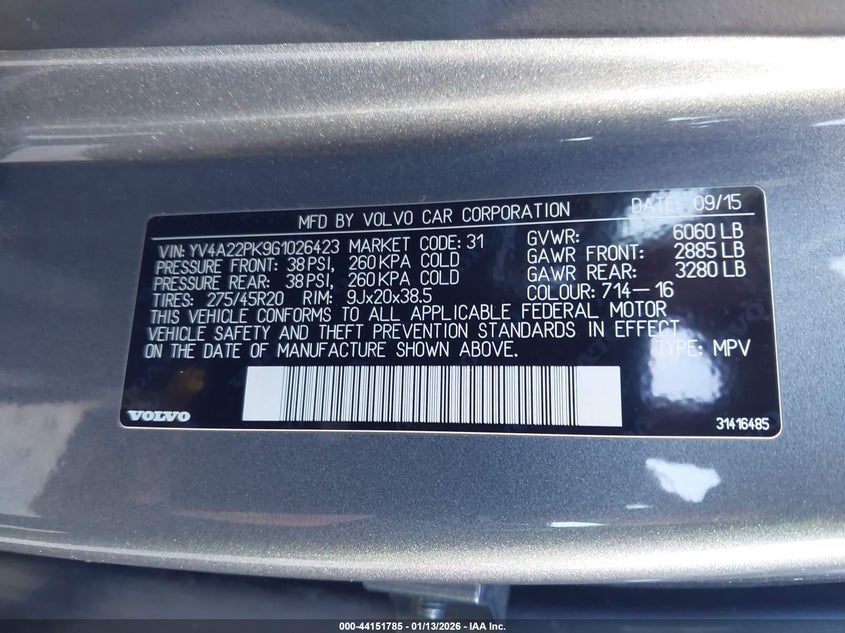 MFD BY VOLVO CAR CORPORATION DATE: 09/15
VIN: YV4A22PK9G1026423 MARKET CODE: 31 GVWR: 6060 LB
PRESSURE FRONT: 38 PSI, 260 KPA COLD GAWR FRONT: 2885 LB
PRESSURE REAR: 38 PSI, 260 KPA COLD GAWR REAR: 3280 LB
TIRES: 275/45R20 RIM: 9Jx20x38.5 COLOUR: 714-16
THIS VEHICLE CONFORMS TO ALL APPLICABLE FEDERAL MOTOR
VEHICLE SAFETY AND THEFT PREVENTION STANDARDS IN EFFECT
ON THE DATE OF MANUFACTURE SHOWN ABOVE. TYPE: MPV
VOLVO 31416485
000-44151785 - 01/13/2026 - IAA Inc.